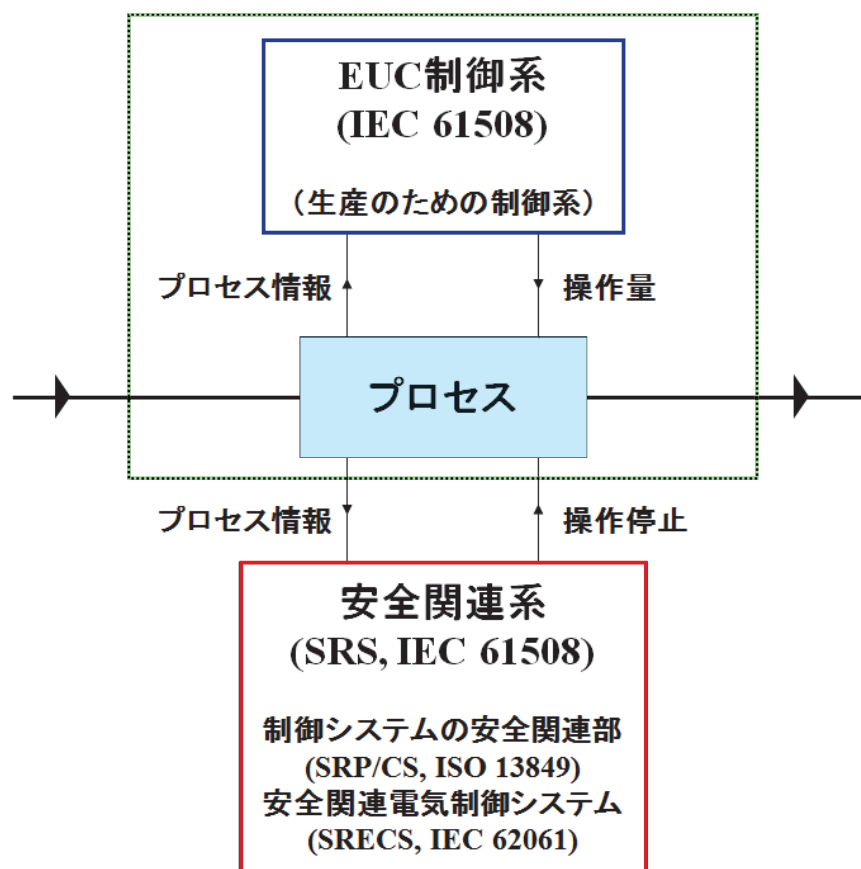 EUC制御系
(IEC 61508)
（生産のための制御系）
プロセス情報
操作量
プロセス
プロセス情報
操作停止
安全関連系
(SRS, IEC 61508)
制御システムの安全関連部
(SRP/CS, ISO 13849)
安全関連電気制御システム
(SRECS, IEC 62061)